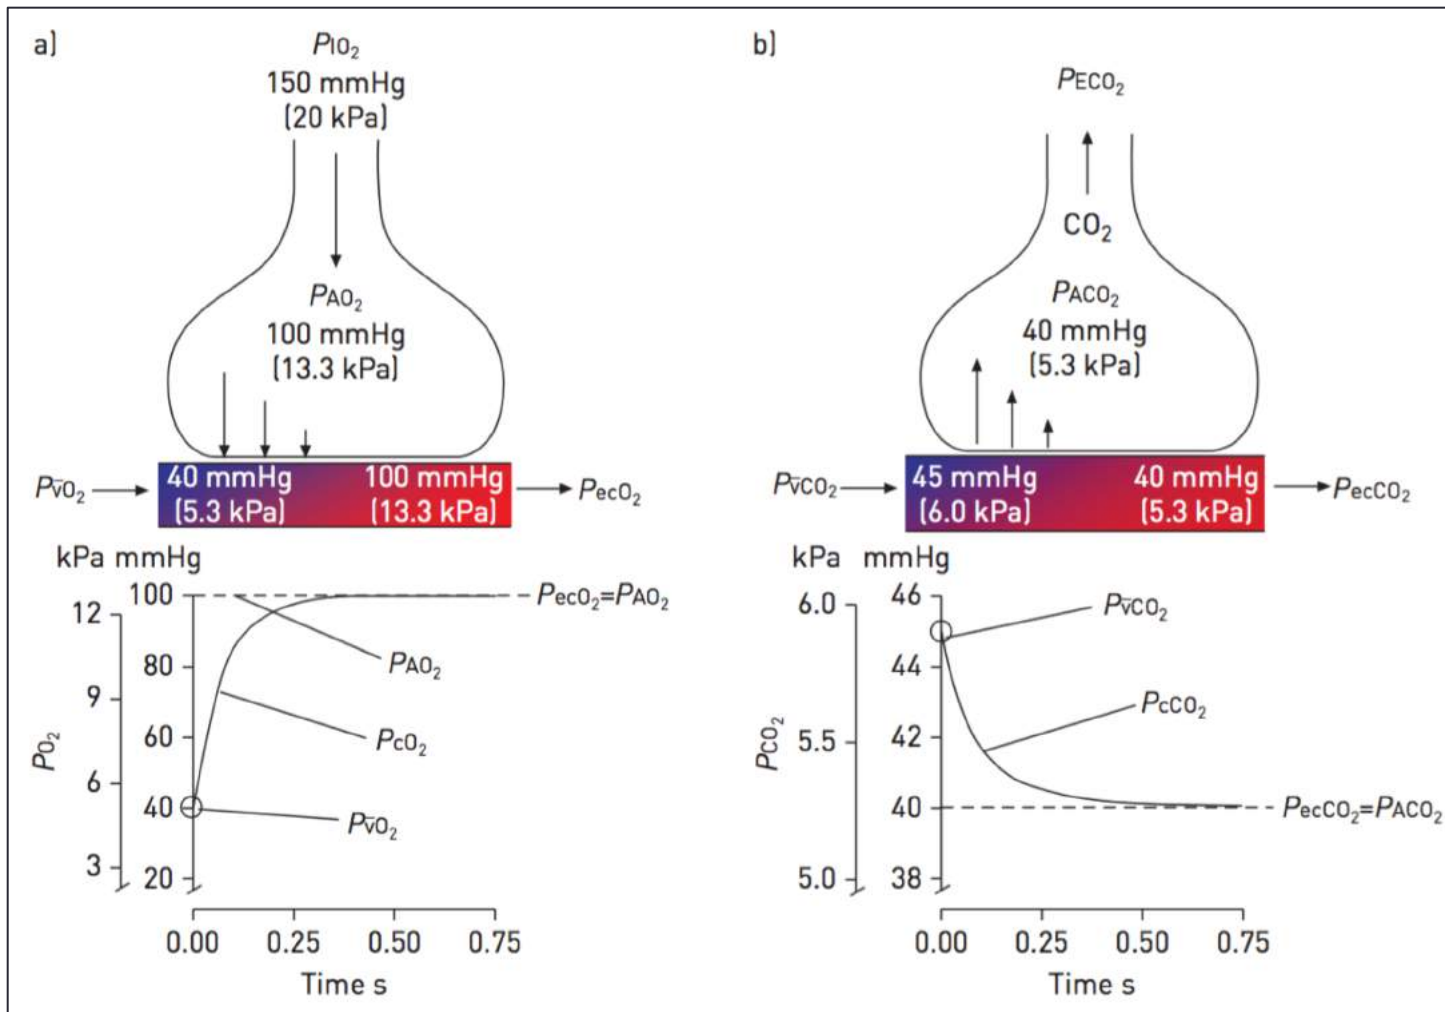 a)
PIO₂
150 mmHg
(20 kPa)
PAO₂
100 mmHg
(13.3 kPa)
Pv̄O₂
40 mmHg
(5.3 kPa)
100 mmHg
(13.3 kPa)
PecO₂
kPa mmHg
PO₂
12
9
6
3
100
80
60
40
20
PecO₂=PAO₂
PAO₂
PcO₂
Pv̄O₂
0.00 0.25 0.50 0.75
Time s
b)
PECO₂
CO₂
PACO₂
40 mmHg
(5.3 kPa)
Pv̄CO₂
45 mmHg
(6.0 kPa)
40 mmHg
(5.3 kPa)
PecCO₂
kPa mmHg
PCO₂
6.0
5.5
5.0
46
44
42
40
38
Pv̄CO₂
PcCO₂
PecCO₂=PACO₂
0.00 0.25 0.50 0.75
Time s